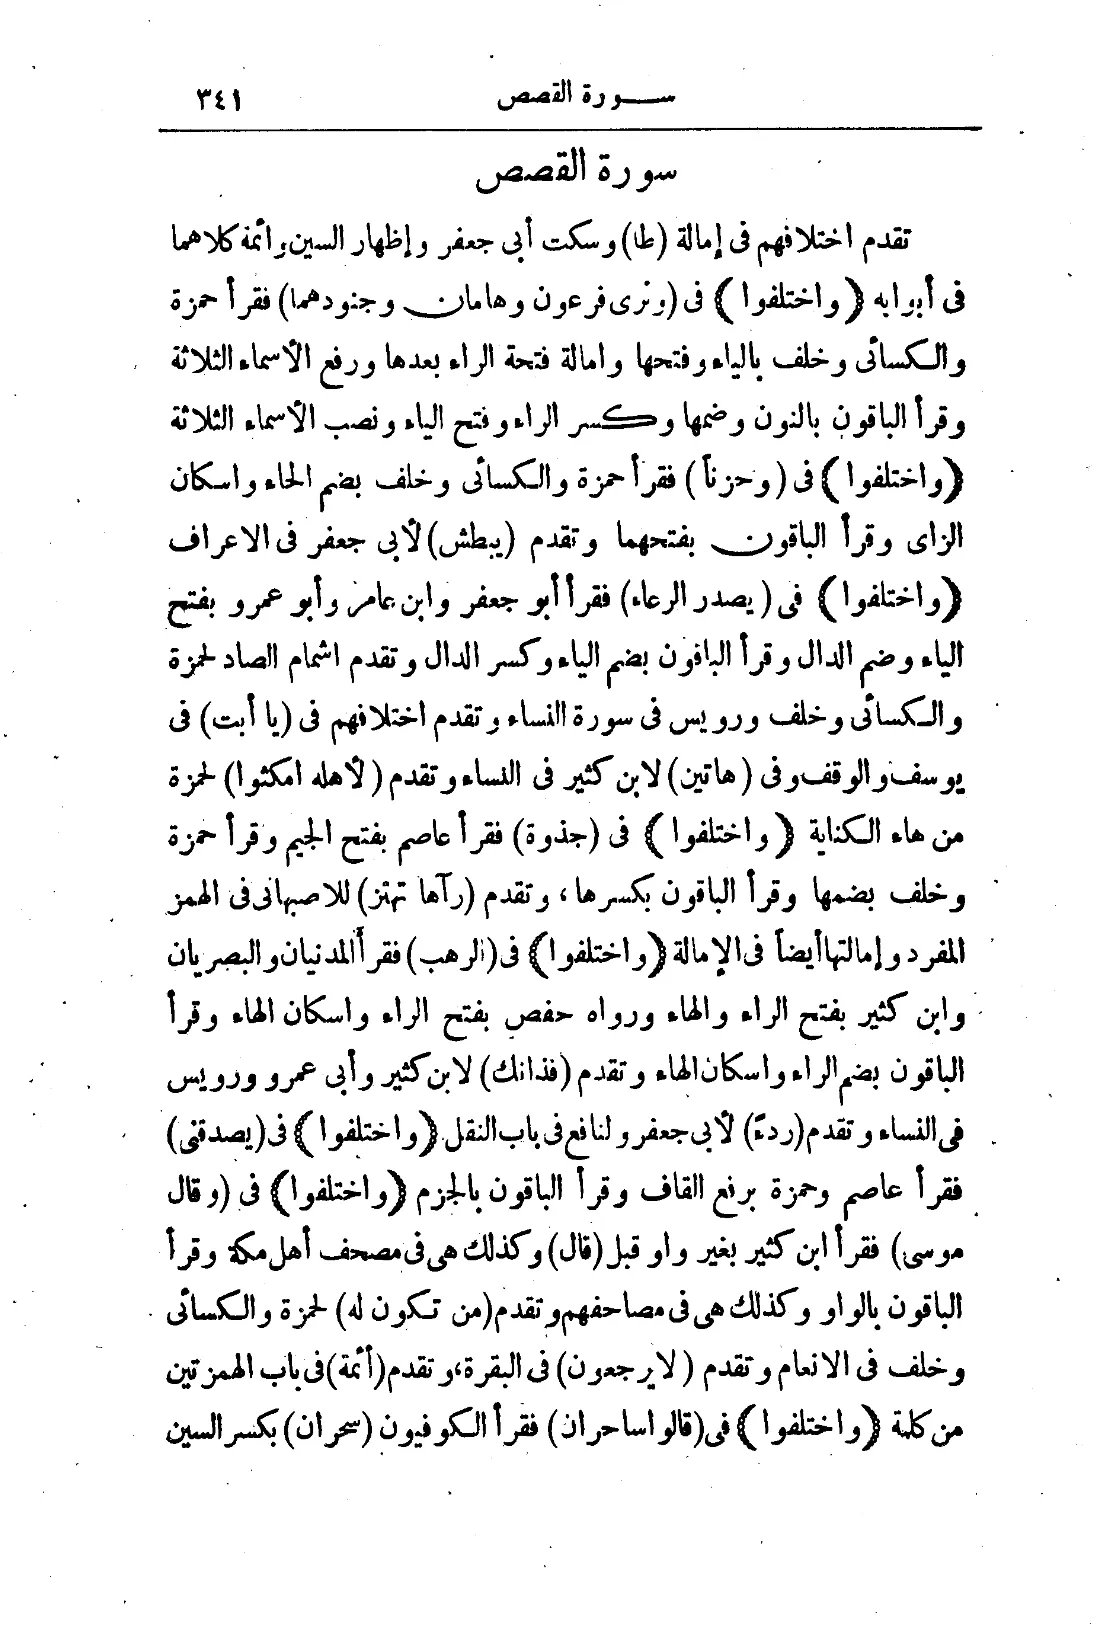 سورة القصص ٣٤١
سورة القصص
تقدم اختلافهم فى إمالة (طا) وسكت أبى جعفر وإظهار السين وائمة كلاهما
فى أبوابه (واختلفوا) فى (ونرى فرعون وهامان وجنودهما) فقرأ حمزة
والكسائى وخلف بالياء وفتحها وامالة فتحة الراء بعدها ورفع الأسماء الثلاثة
وقرأ الباقون بالنون وضمها وكسر الراء وفتح الياء ونصب الأسماء الثلاثة
(واختلفوا) فى (وحزناً) فقرأ حمزة والكسائى وخلف بضم الحاء واسكان
الزاى وقرأ الباقون بفتحهما وتقدم (يبطش) لأبى جعفر فى الاعراف
(واختلفوا) فى (يصدر الرعاء) فقرأ أبو جعفر وابن عامر وأبو عمرو بفتح
الياء وضم الدال وقرأ الباقون بضم الياء وكسر الدال وتقدم اشمام الصاد لحمزة
والكسائى وخلف ورويس فى سورة النساء وتقدم اختلافهم فى (يا أبت) فى
يوسف والوقف وفى (هاتين) لابن كثير فى النساء وتقدم (لأهله امكثوا) لحمزة
من هاء الكناية (واختلفوا) فى (جذوة) فقرأ عاصم بفتح الجيم وقرأ حمزة
وخلف بضمها وقرأ الباقون بكسرها، وتقدم (رآها تهتز) للاصبهانى فى الهمز
المفرد وإمالتها أيضاً فى الإمالة (واختلفوا) فى (الرهب) فقرأ المدنيان والبصريان
وابن كثير بفتح الراء والهاء ورواه حفص بفتح الراء واسكان الهاء وقرأ
الباقون بضم الراء واسكان الهاء وتقدم (فذانك) لابن كثير وأبى عمرو ورويس
فى النساء وتقدم (ردءً) لأبى جعفر ولنافع فى باب النقل (واختلفوا) فى (يصدقنى)
فقرأ عاصم وحمزة برفع القاف وقرأ الباقون بالجزم (واختلفوا) فى (وقال
موسى) فقرأ ابن كثير بغير واو قبل (قال) وكذلك هى فى مصحف أهل مكة وقرأ
الباقون بالواو وكذلك هى فى مصاحفهم وتقدم (من تكون له) لحمزة والكسائى
وخلف فى الانعام وتقدم (لايرجعون) فى البقرة، وتقدم (أئمة) فى باب الهمزتين
من كلمة (واختلفوا) فى (قالوا ساحران) فقرأ الكوفيون (سحران) بكسر السين